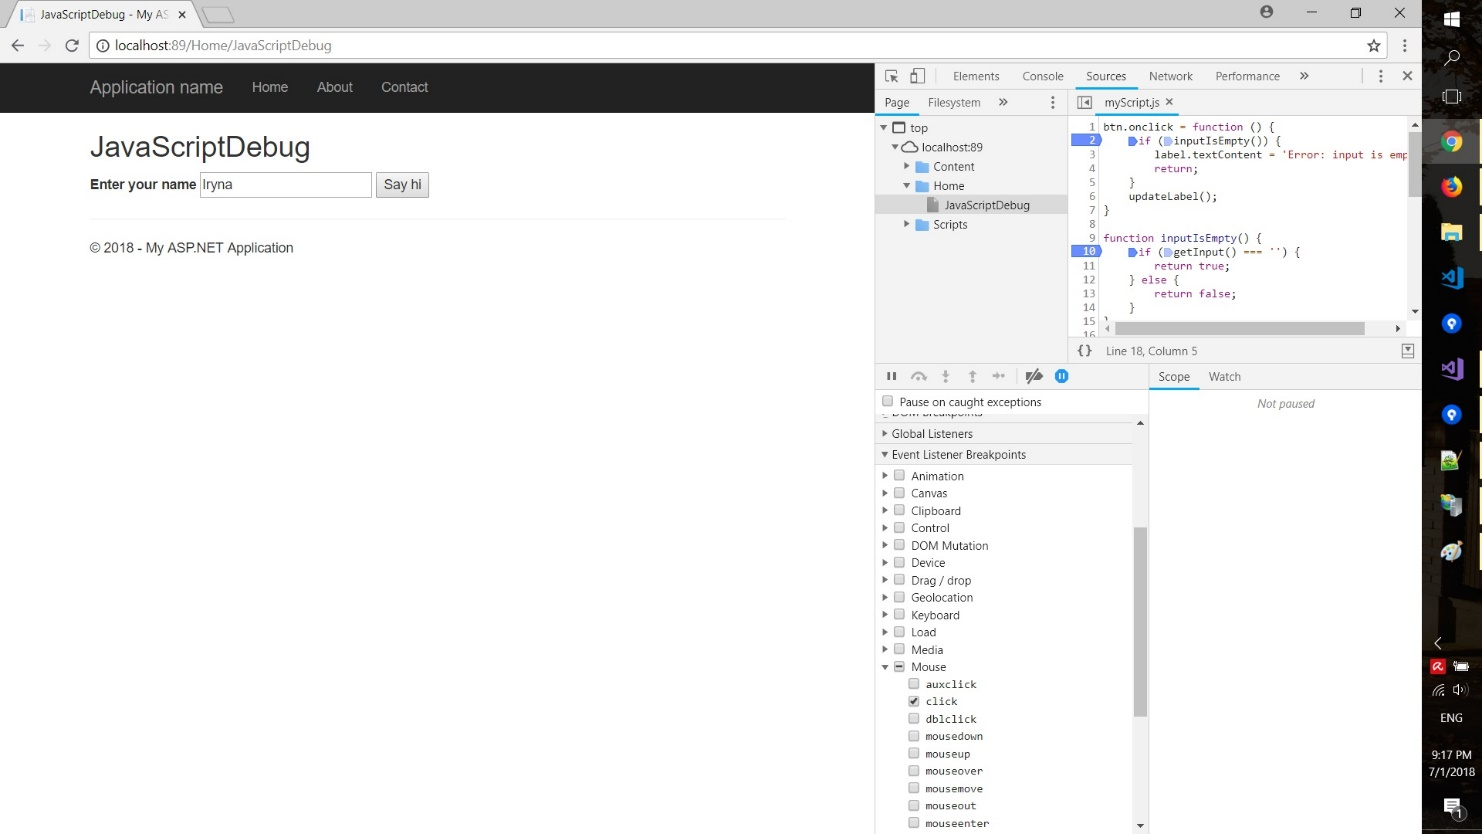 JavaScriptDebug - My AS
localhost:89/Home/JavaScriptDebug
Application name Home About Contact
JavaScriptDebug
Enter your name Iryna Say hi
© 2018 - My ASP.NET Application
Elements Console Sources Network Performance »
Page Filesystem »
top
localhost:89
Content
Home
JavaScriptDebug
Scripts
myScript.js
1 btn.onclick = function () {
2 if (inputIsEmpty()) {
3 label.textContent = 'Error: input is emp
4 return;
5 }
6 updateLabel();
7 }
8
9 function inputIsEmpty() {
10 if (getInput() === '') {
11 return true;
12 } else {
13 return false;
14 }
15 }
16
{} Line 18, Column 5
Pause on caught exceptions
DOM Breakpoints
Global Listeners
Event Listener Breakpoints
Animation
Canvas
Clipboard
Control
DOM Mutation
Device
Drag / drop
Geolocation
Keyboard
Load
Media
Mouse
auxclick
click
dblclick
mousedown
mouseup
mouseover
mousemove
mouseout
mouseenter
Scope Watch
Not paused
ENG
9:17 PM
7/1/2018
1